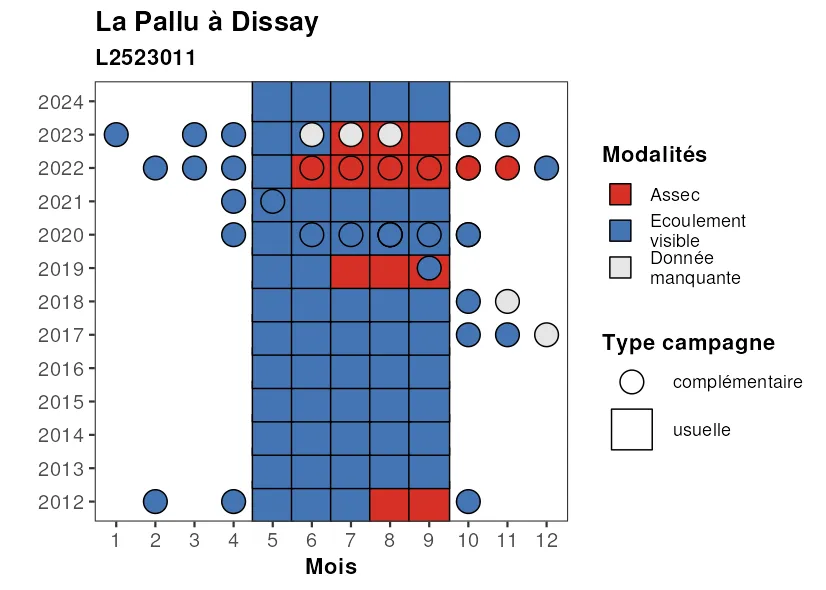 La Pallu à Dissay
L2523011
2024
2023
2022
2021
2020
2019
2018
2017
2016
2015
2014
2013
2012
1 2 3 4 5 6 7 8 9 10 11 12
Mois
Modalités
Assec
Ecoulement
visible
Donnée
manquante
Type campagne
complémentaire
usuelle